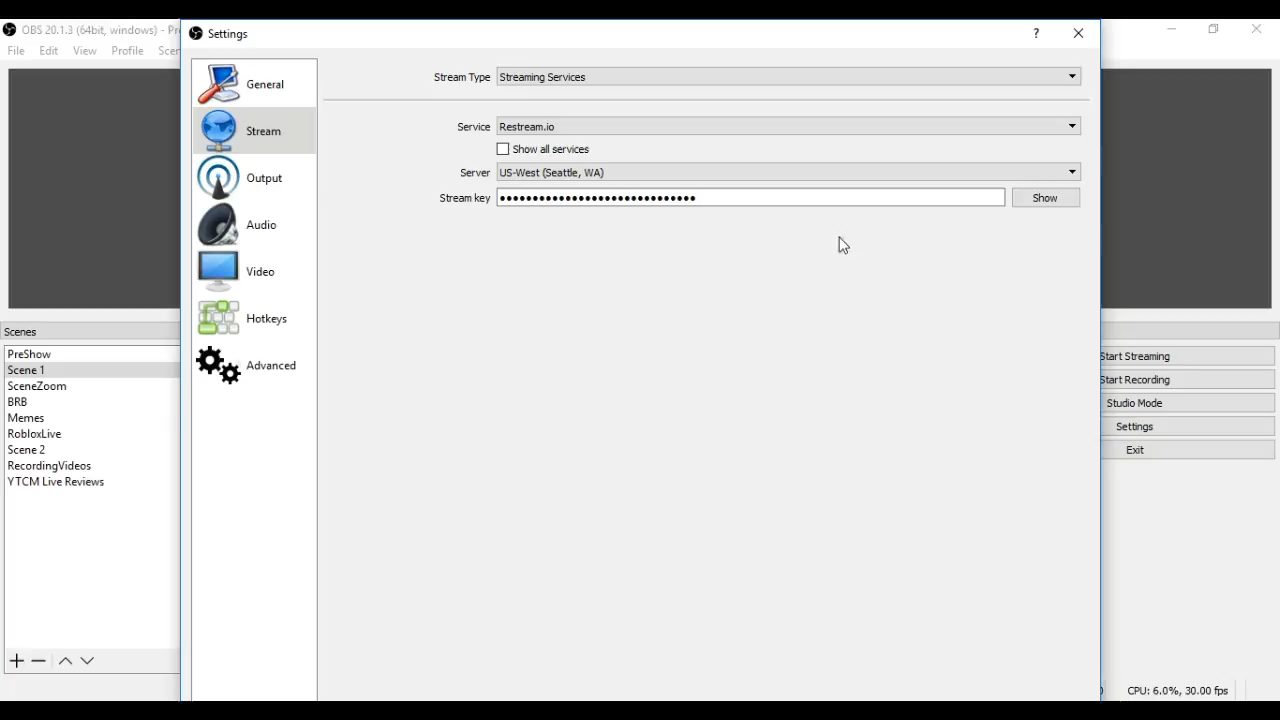 OBS 20.1.3 (64bit, windows) - Pr
File Edit View Profile Scen
Settings
?
General
Stream
Output
Audio
Video
Hotkeys
Advanced
Stream Type Streaming Services
Service Restream.io
Show all services
Server US-West (Seattle, WA)
Stream key ●●●●●●●●●●●●●●●●●●●●●●●●●●●●●● Show
Scenes
PreShow
Scene 1
SceneZoom
BRB
Memes
RobloxLive
Scene 2
RecordingVideos
YTCM Live Reviews
Start Streaming
Start Recording
Studio Mode
Settings
Exit
CPU: 6.0%, 30.00 fps